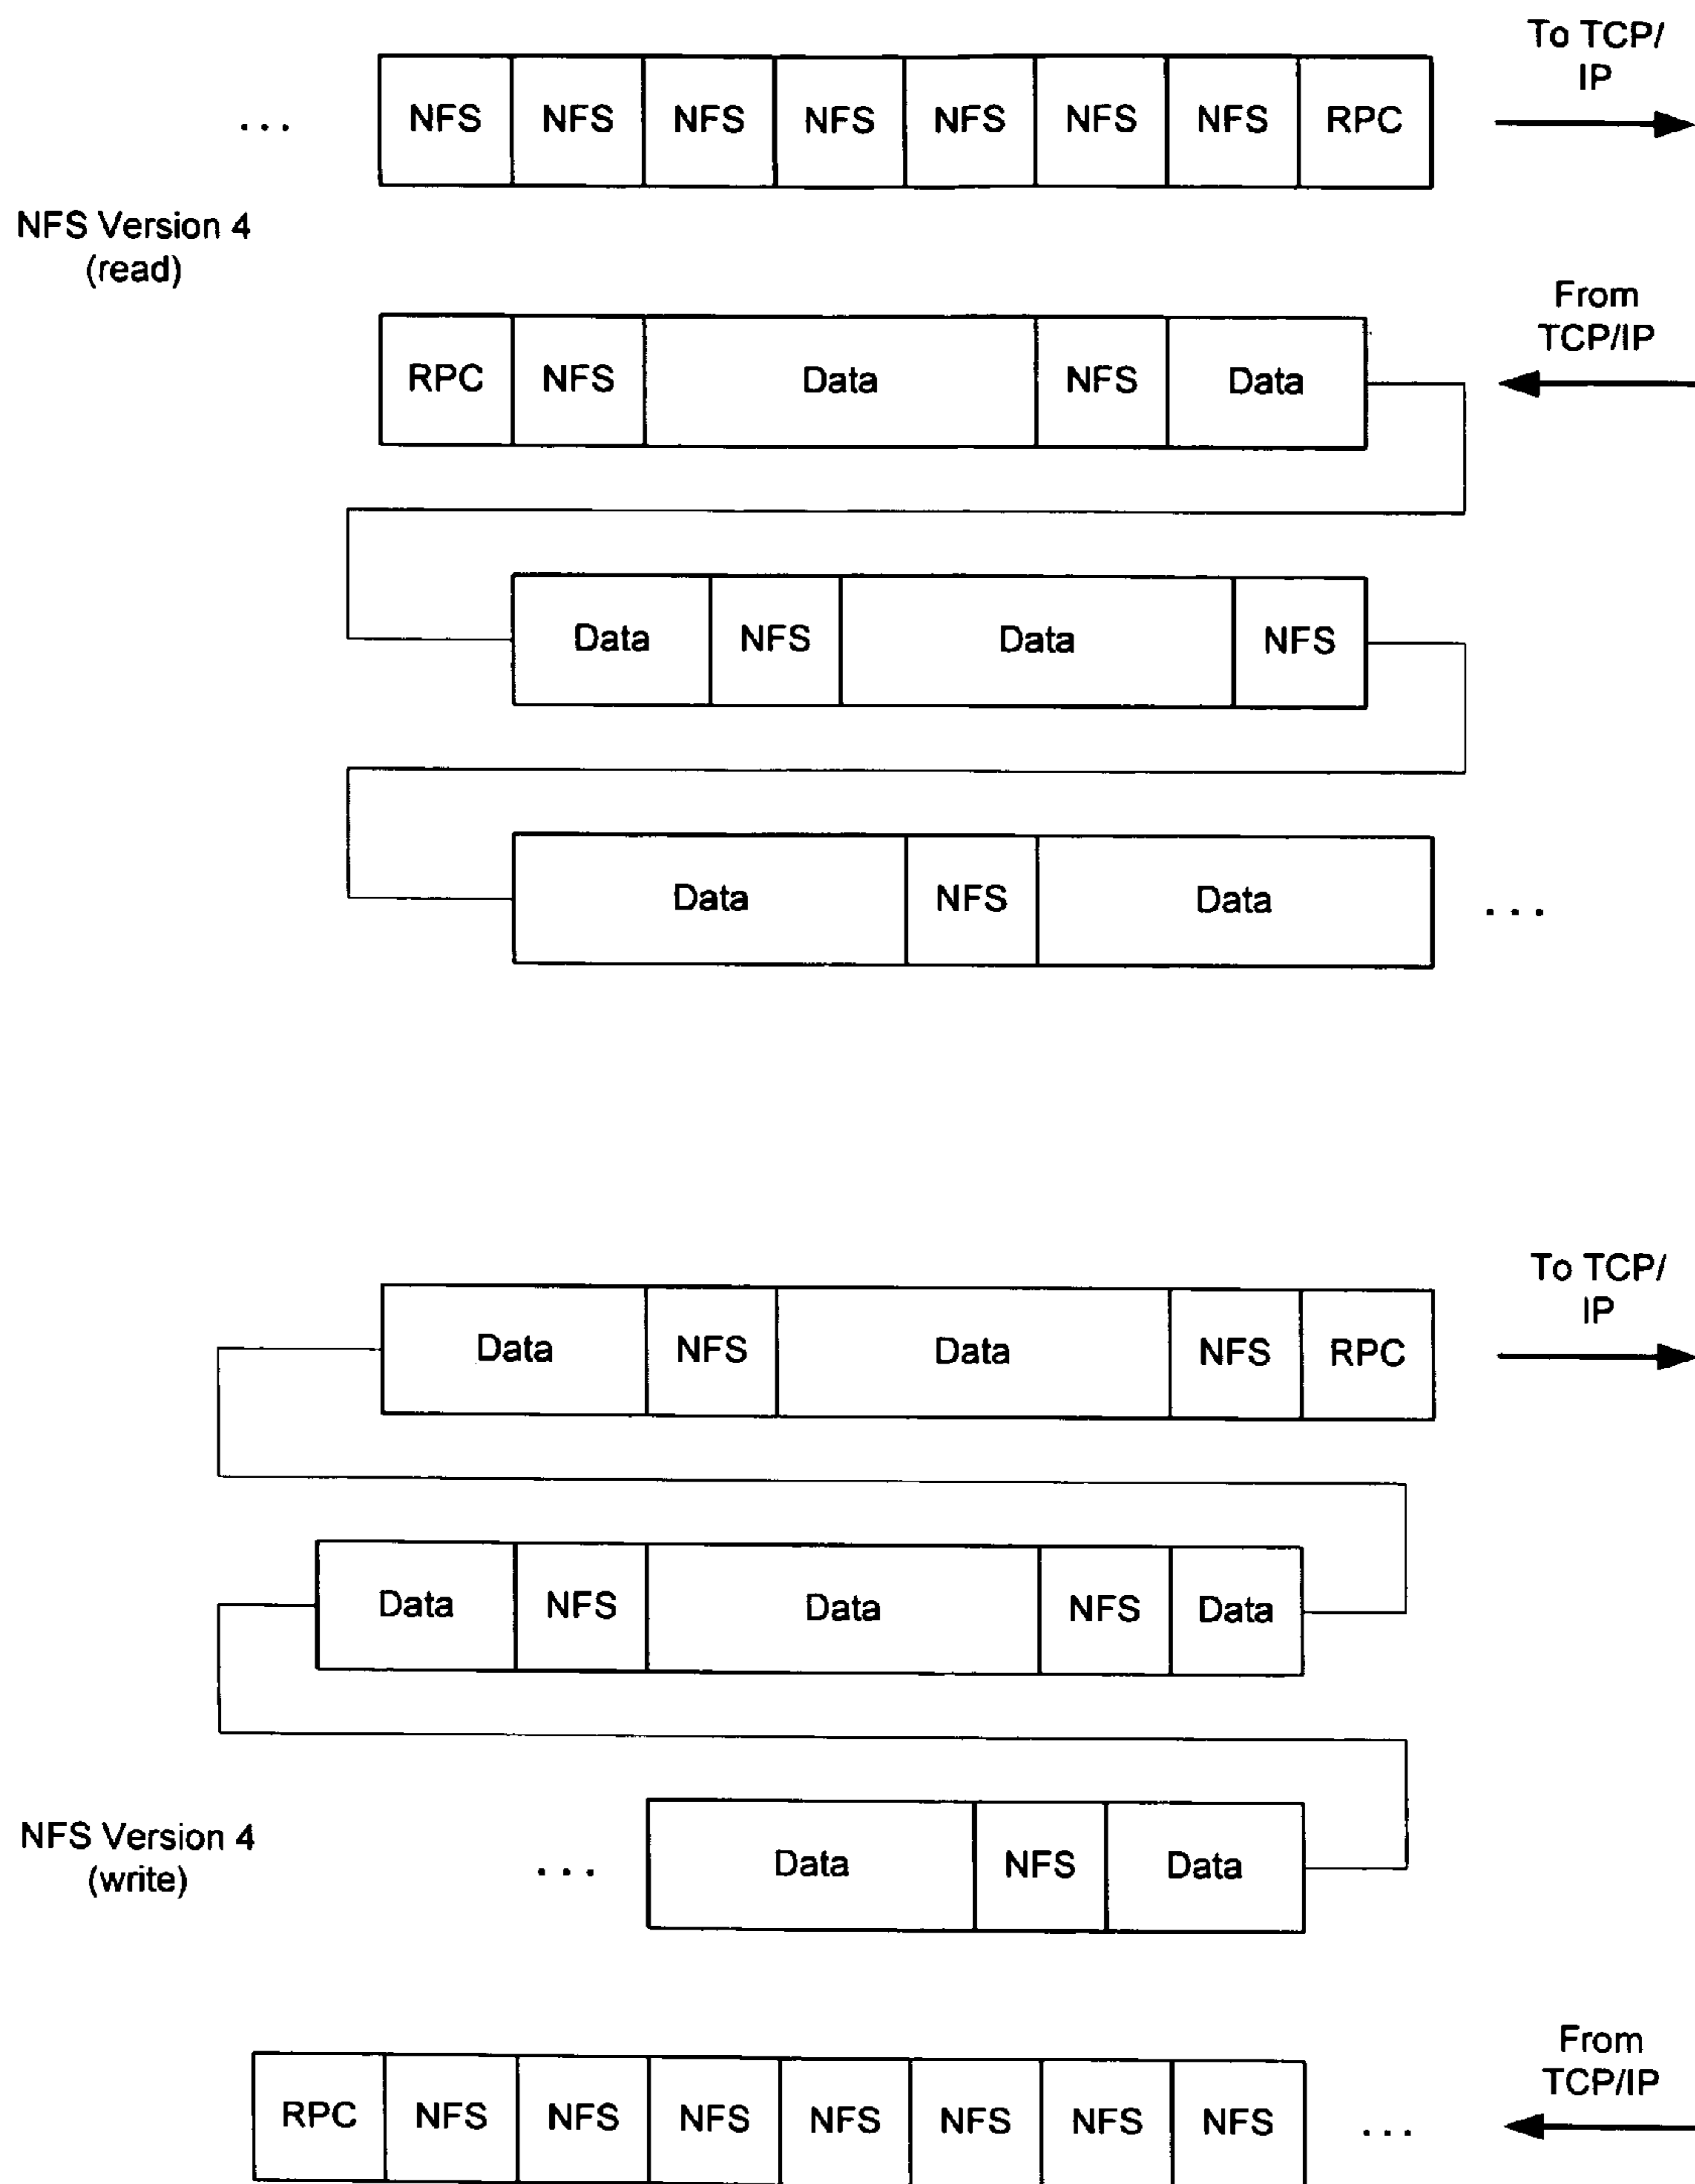 To TCP/
IP
... NFS NFS NFS NFS NFS NFS NFS RPC
NFS Version 4
(read)
From
TCP/IP
RPC NFS Data NFS Data
Data NFS Data NFS
Data NFS Data ...
To TCP/
IP
Data NFS Data NFS RPC
Data NFS Data NFS Data
NFS Version 4
(write)
... Data NFS Data
From
TCP/IP
RPC NFS NFS NFS NFS NFS NFS NFS ...